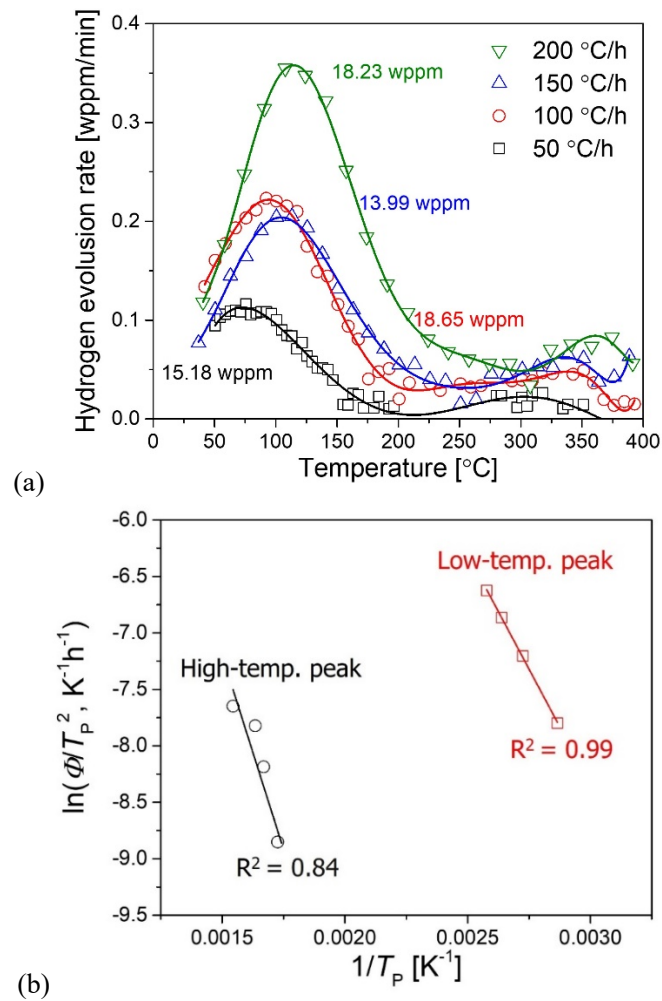 0.4
0.3
0.2
0.1
0.0
Hydrogen evolusion rate [wppm/min]
18.23 wppm
13.99 wppm
18.65 wppm
15.18 wppm
200 °C/h
150 °C/h
100 °C/h
50 °C/h
0 50 100 150 200 250 300 350 400
Temperature [°C]
(a)
-6.0
-6.5
-7.0
-7.5
-8.0
-8.5
-9.0
-9.5
ln(Φ/T_P², K⁻¹h⁻¹)
Low-temp. peak
High-temp. peak
R² = 0.99
R² = 0.84
0.0015 0.0020 0.0025 0.0030
1/T_P [K⁻¹]
(b)